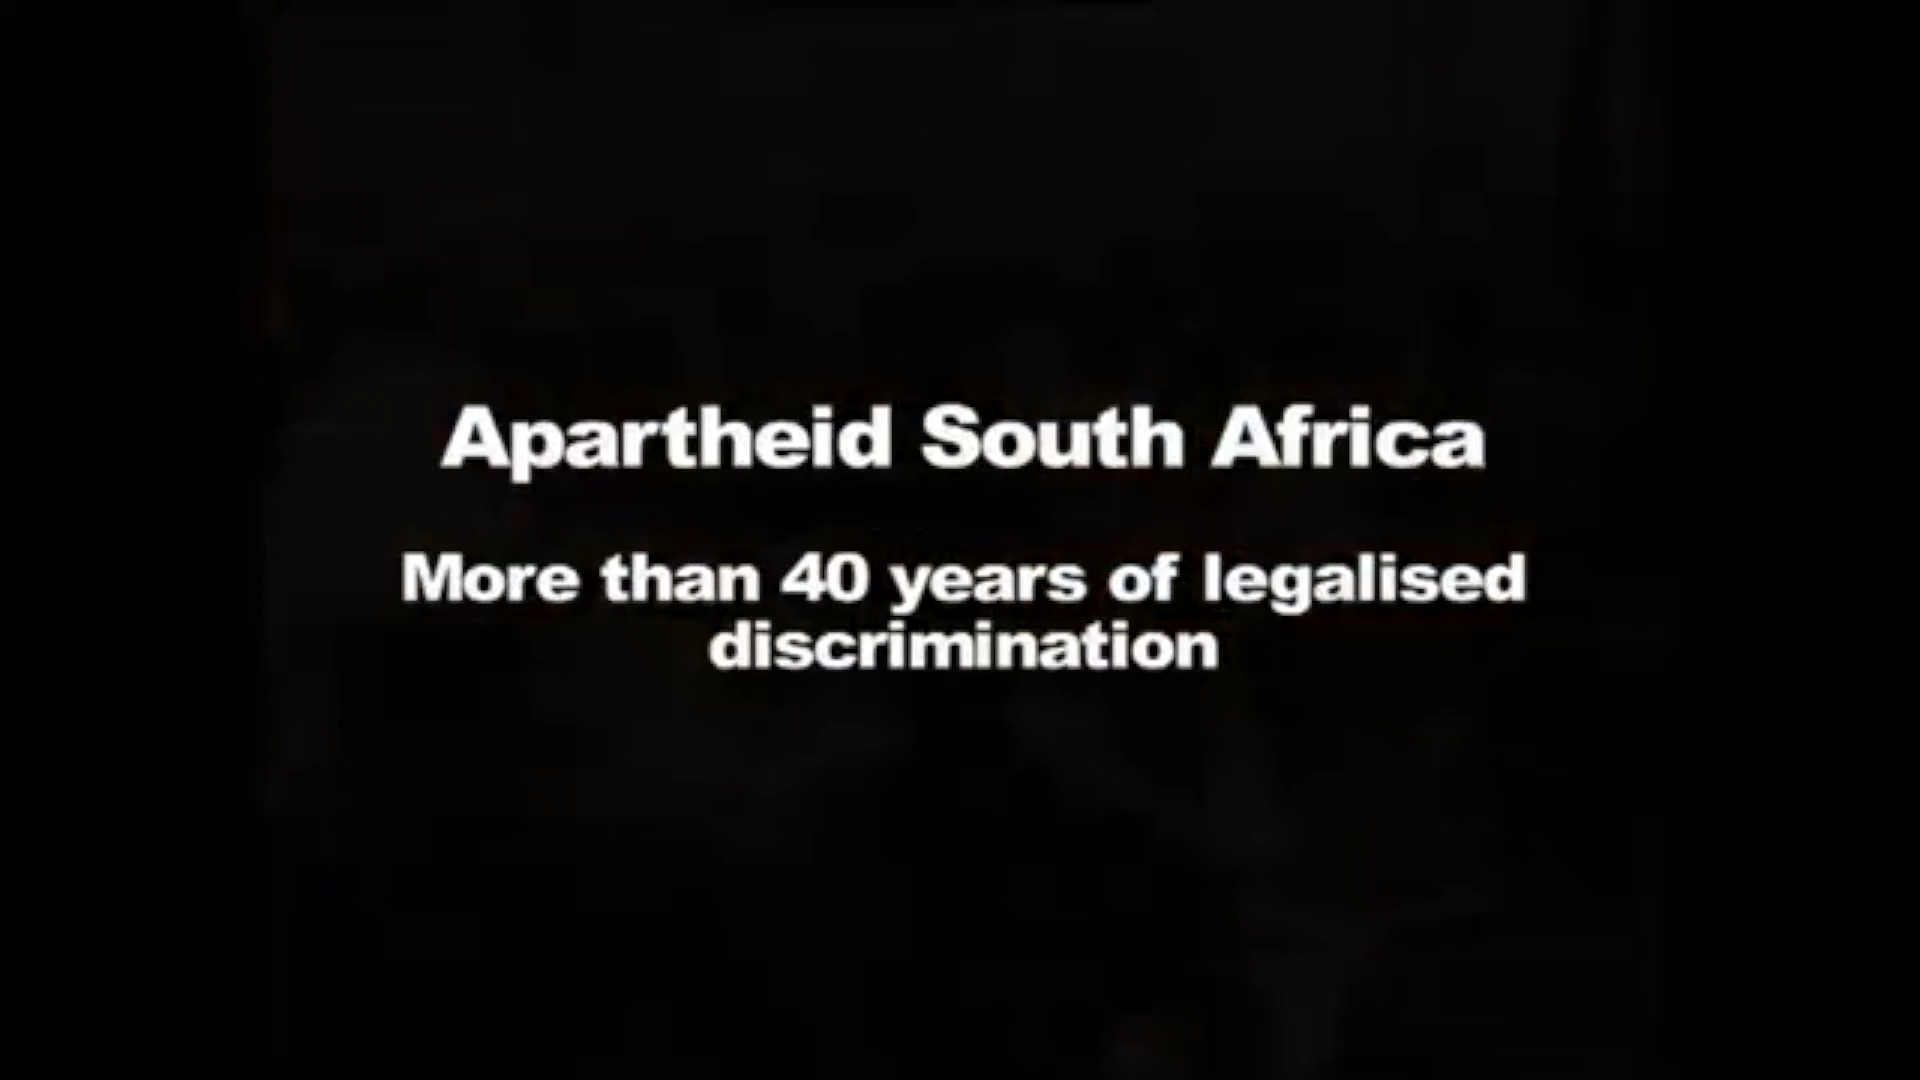 Apartheid South Africa
More than 40 years of legalised
discrimination